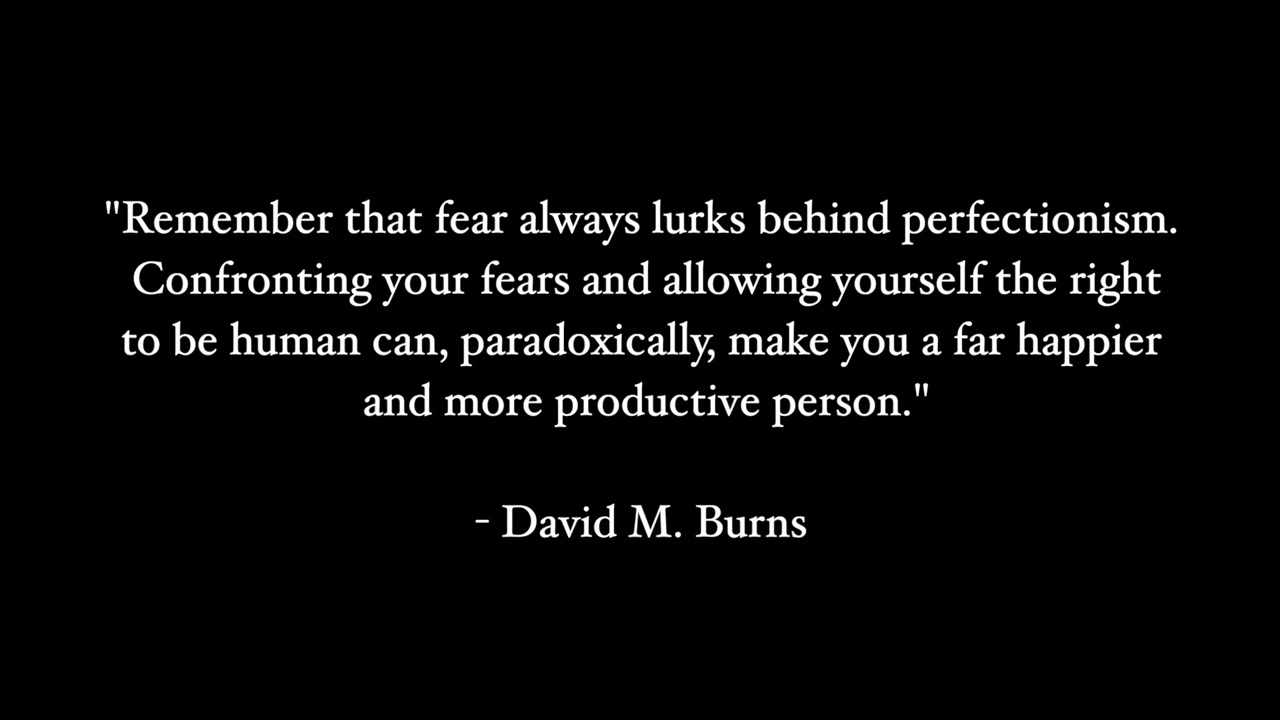 "Remember that fear always lurks behind perfectionism.
Confronting your fears and allowing yourself the right
to be human can, paradoxically, make you a far happier
and more productive person."
- David M. Burns